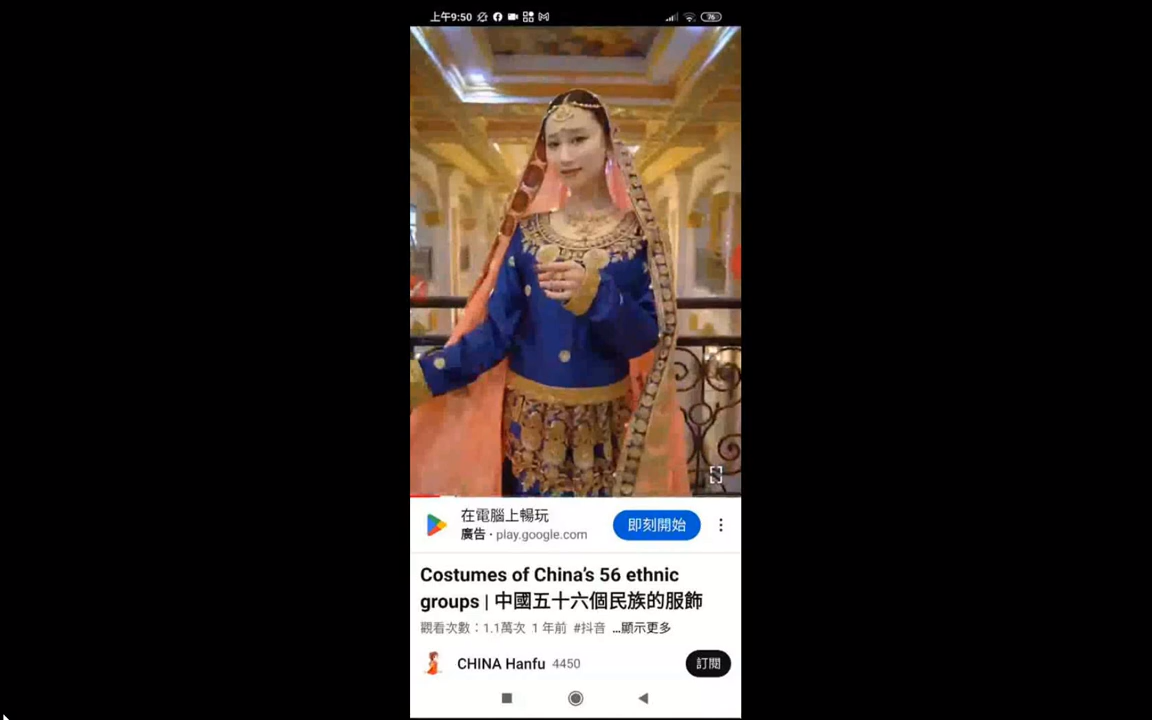 上午9:50
76
在電腦上暢玩
廣告 · play.google.com
即刻開始
Costumes of China's 56 ethnic
groups | 中國五十六個民族的服飾
觀看次數：1.1萬次 1 年前 #抖音 ...顯示更多
CHINA Hanfu 4450
訂閱